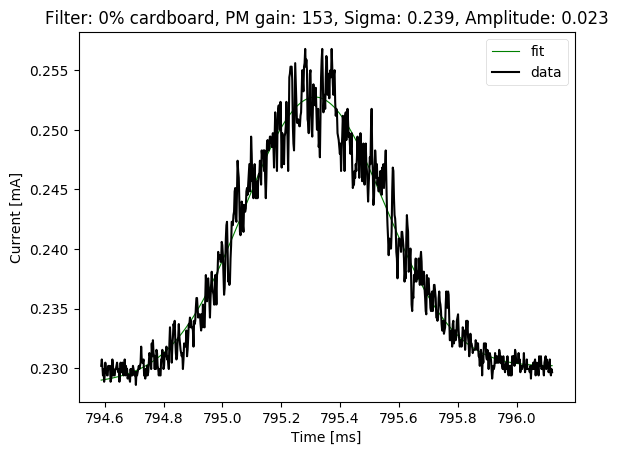 Filter: 0% cardboard, PM gain: 153, Sigma: 0.239, Amplitude: 0.023
fit
data
0.255
0.250
0.245
0.240
0.235
0.230
Current [mA]
794.6 794.8 795.0 795.2 795.4 795.6 795.8 796.0
Time [ms]